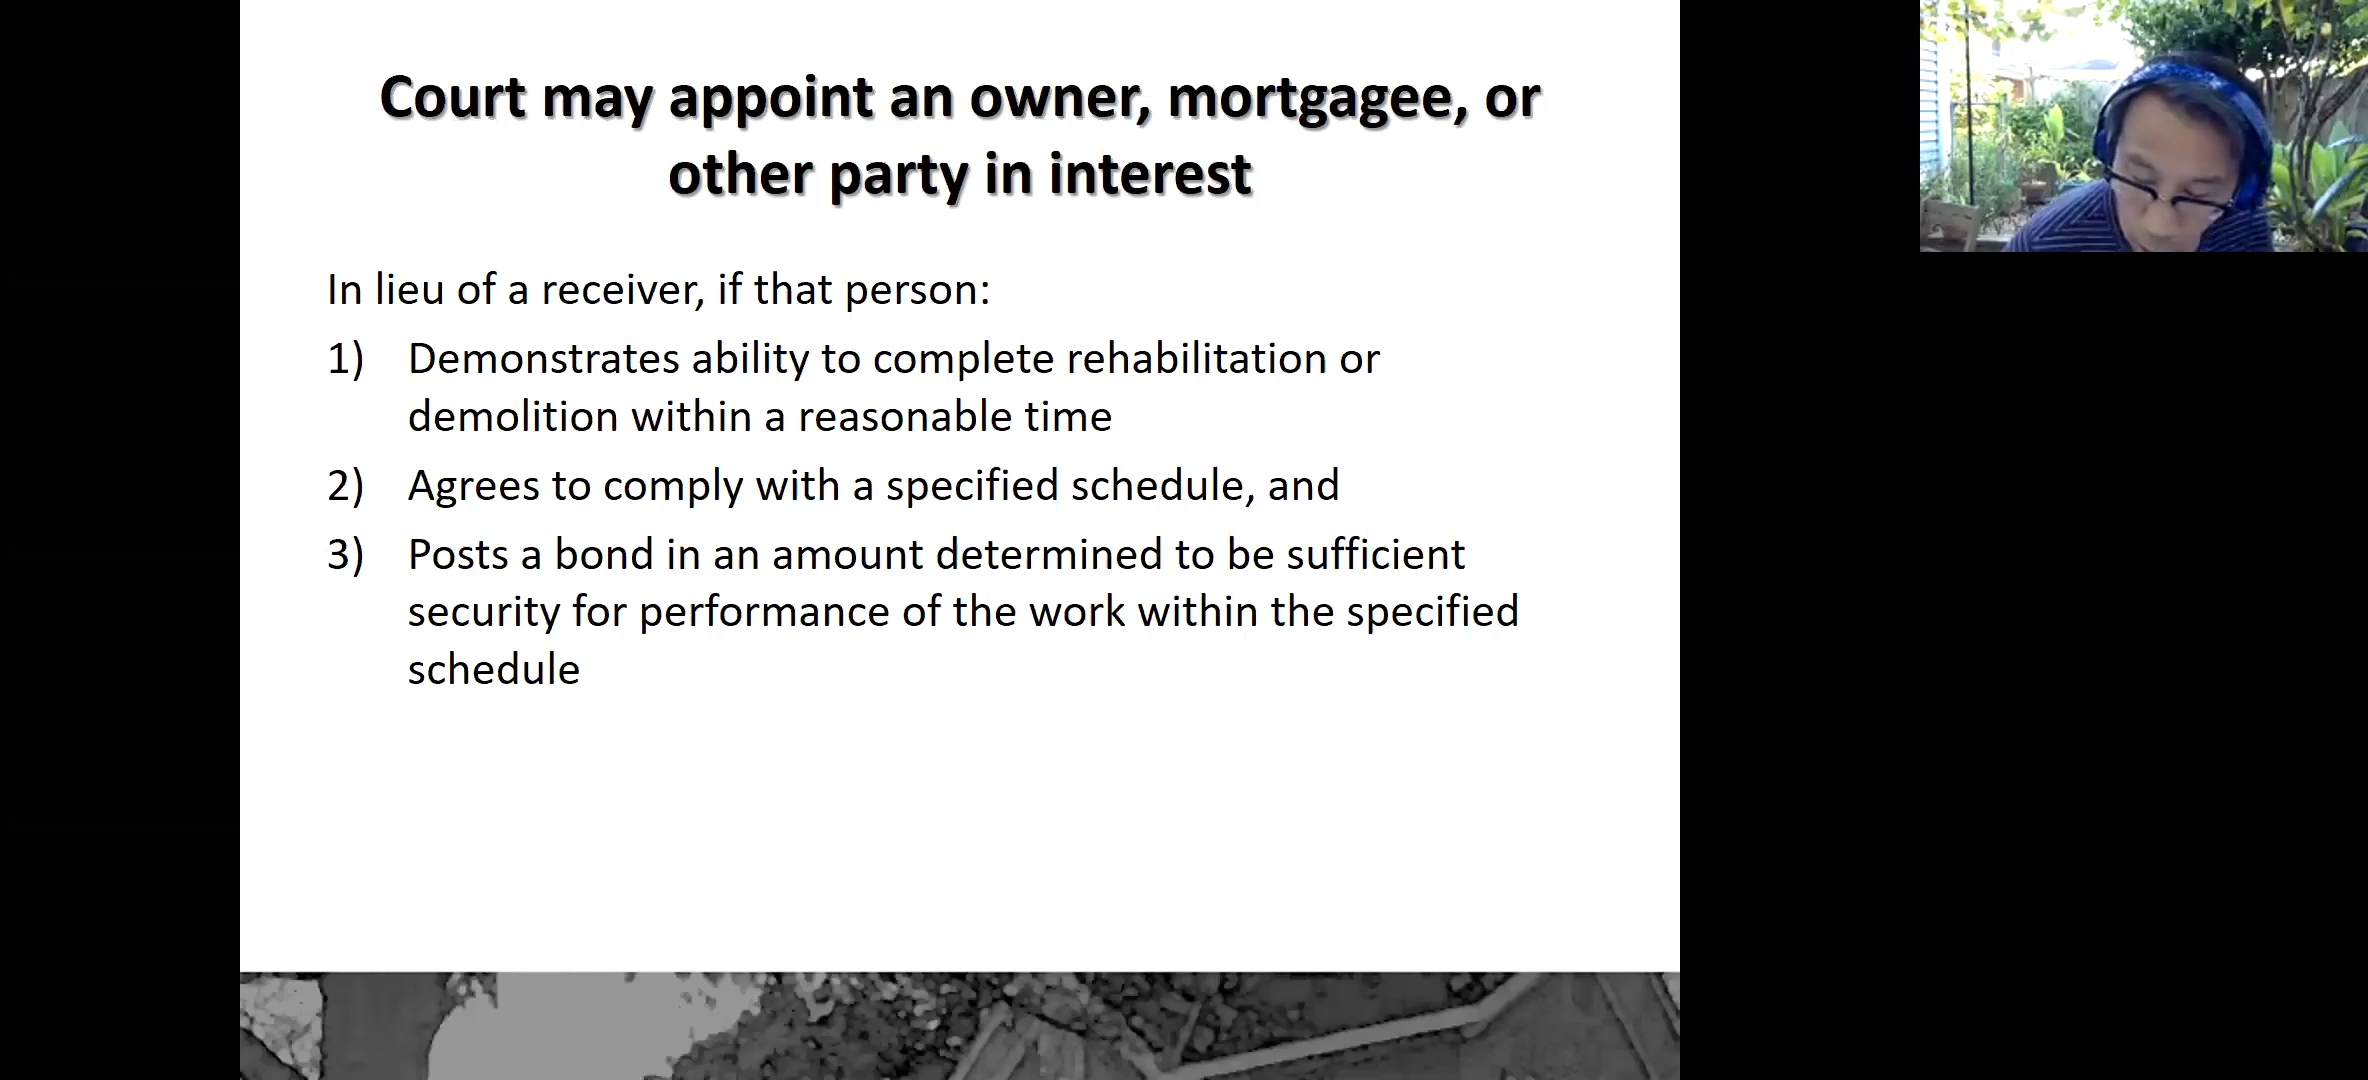 Court may appoint an owner, mortgagee, or
other party in interest
In lieu of a receiver, if that person:
1) Demonstrates ability to complete rehabilitation or
demolition within a reasonable time
2) Agrees to comply with a specified schedule, and
3) Posts a bond in an amount determined to be sufficient
security for performance of the work within the specified
schedule